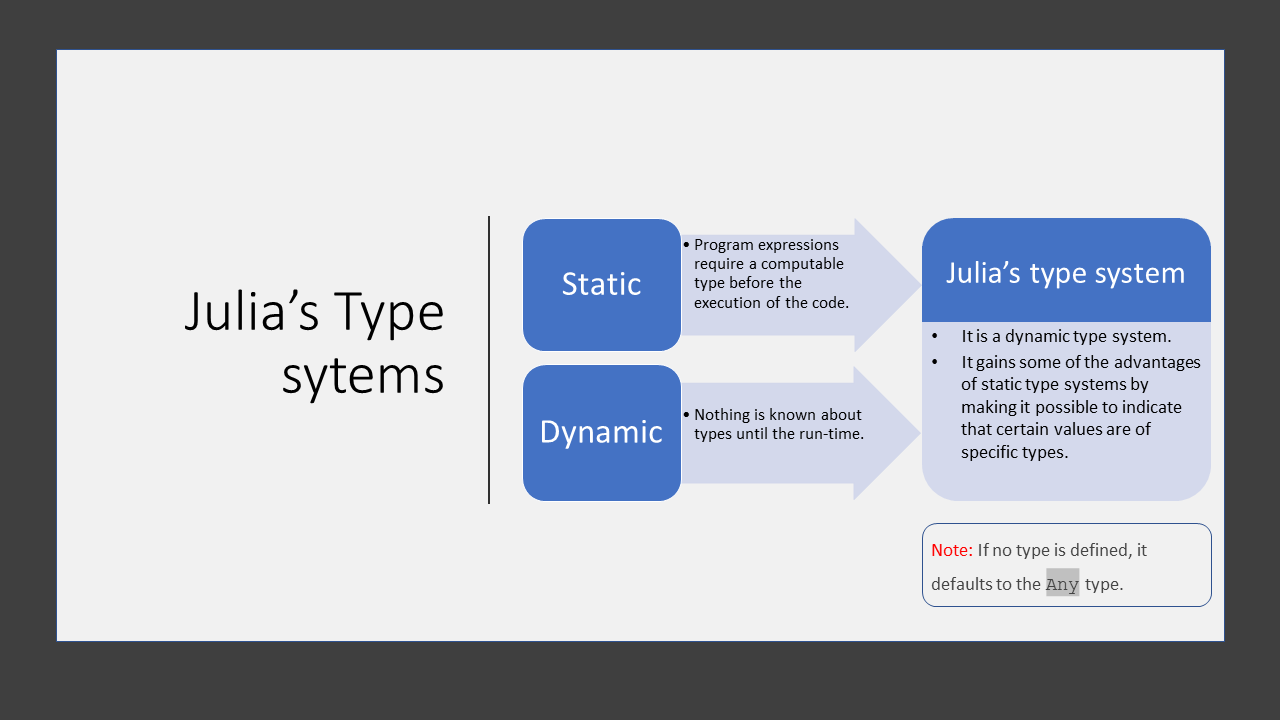 Julia’s Type
sytems
Static
• Program expressions
require a computable
type before the
execution of the code.
Dynamic
• Nothing is known about
types until the run-time.
Julia’s type system
• It is a dynamic type system.
• It gains some of the advantages
of static type systems by
making it possible to indicate
that certain values are of
specific types.
Note: If no type is defined, it
defaults to the Any type.